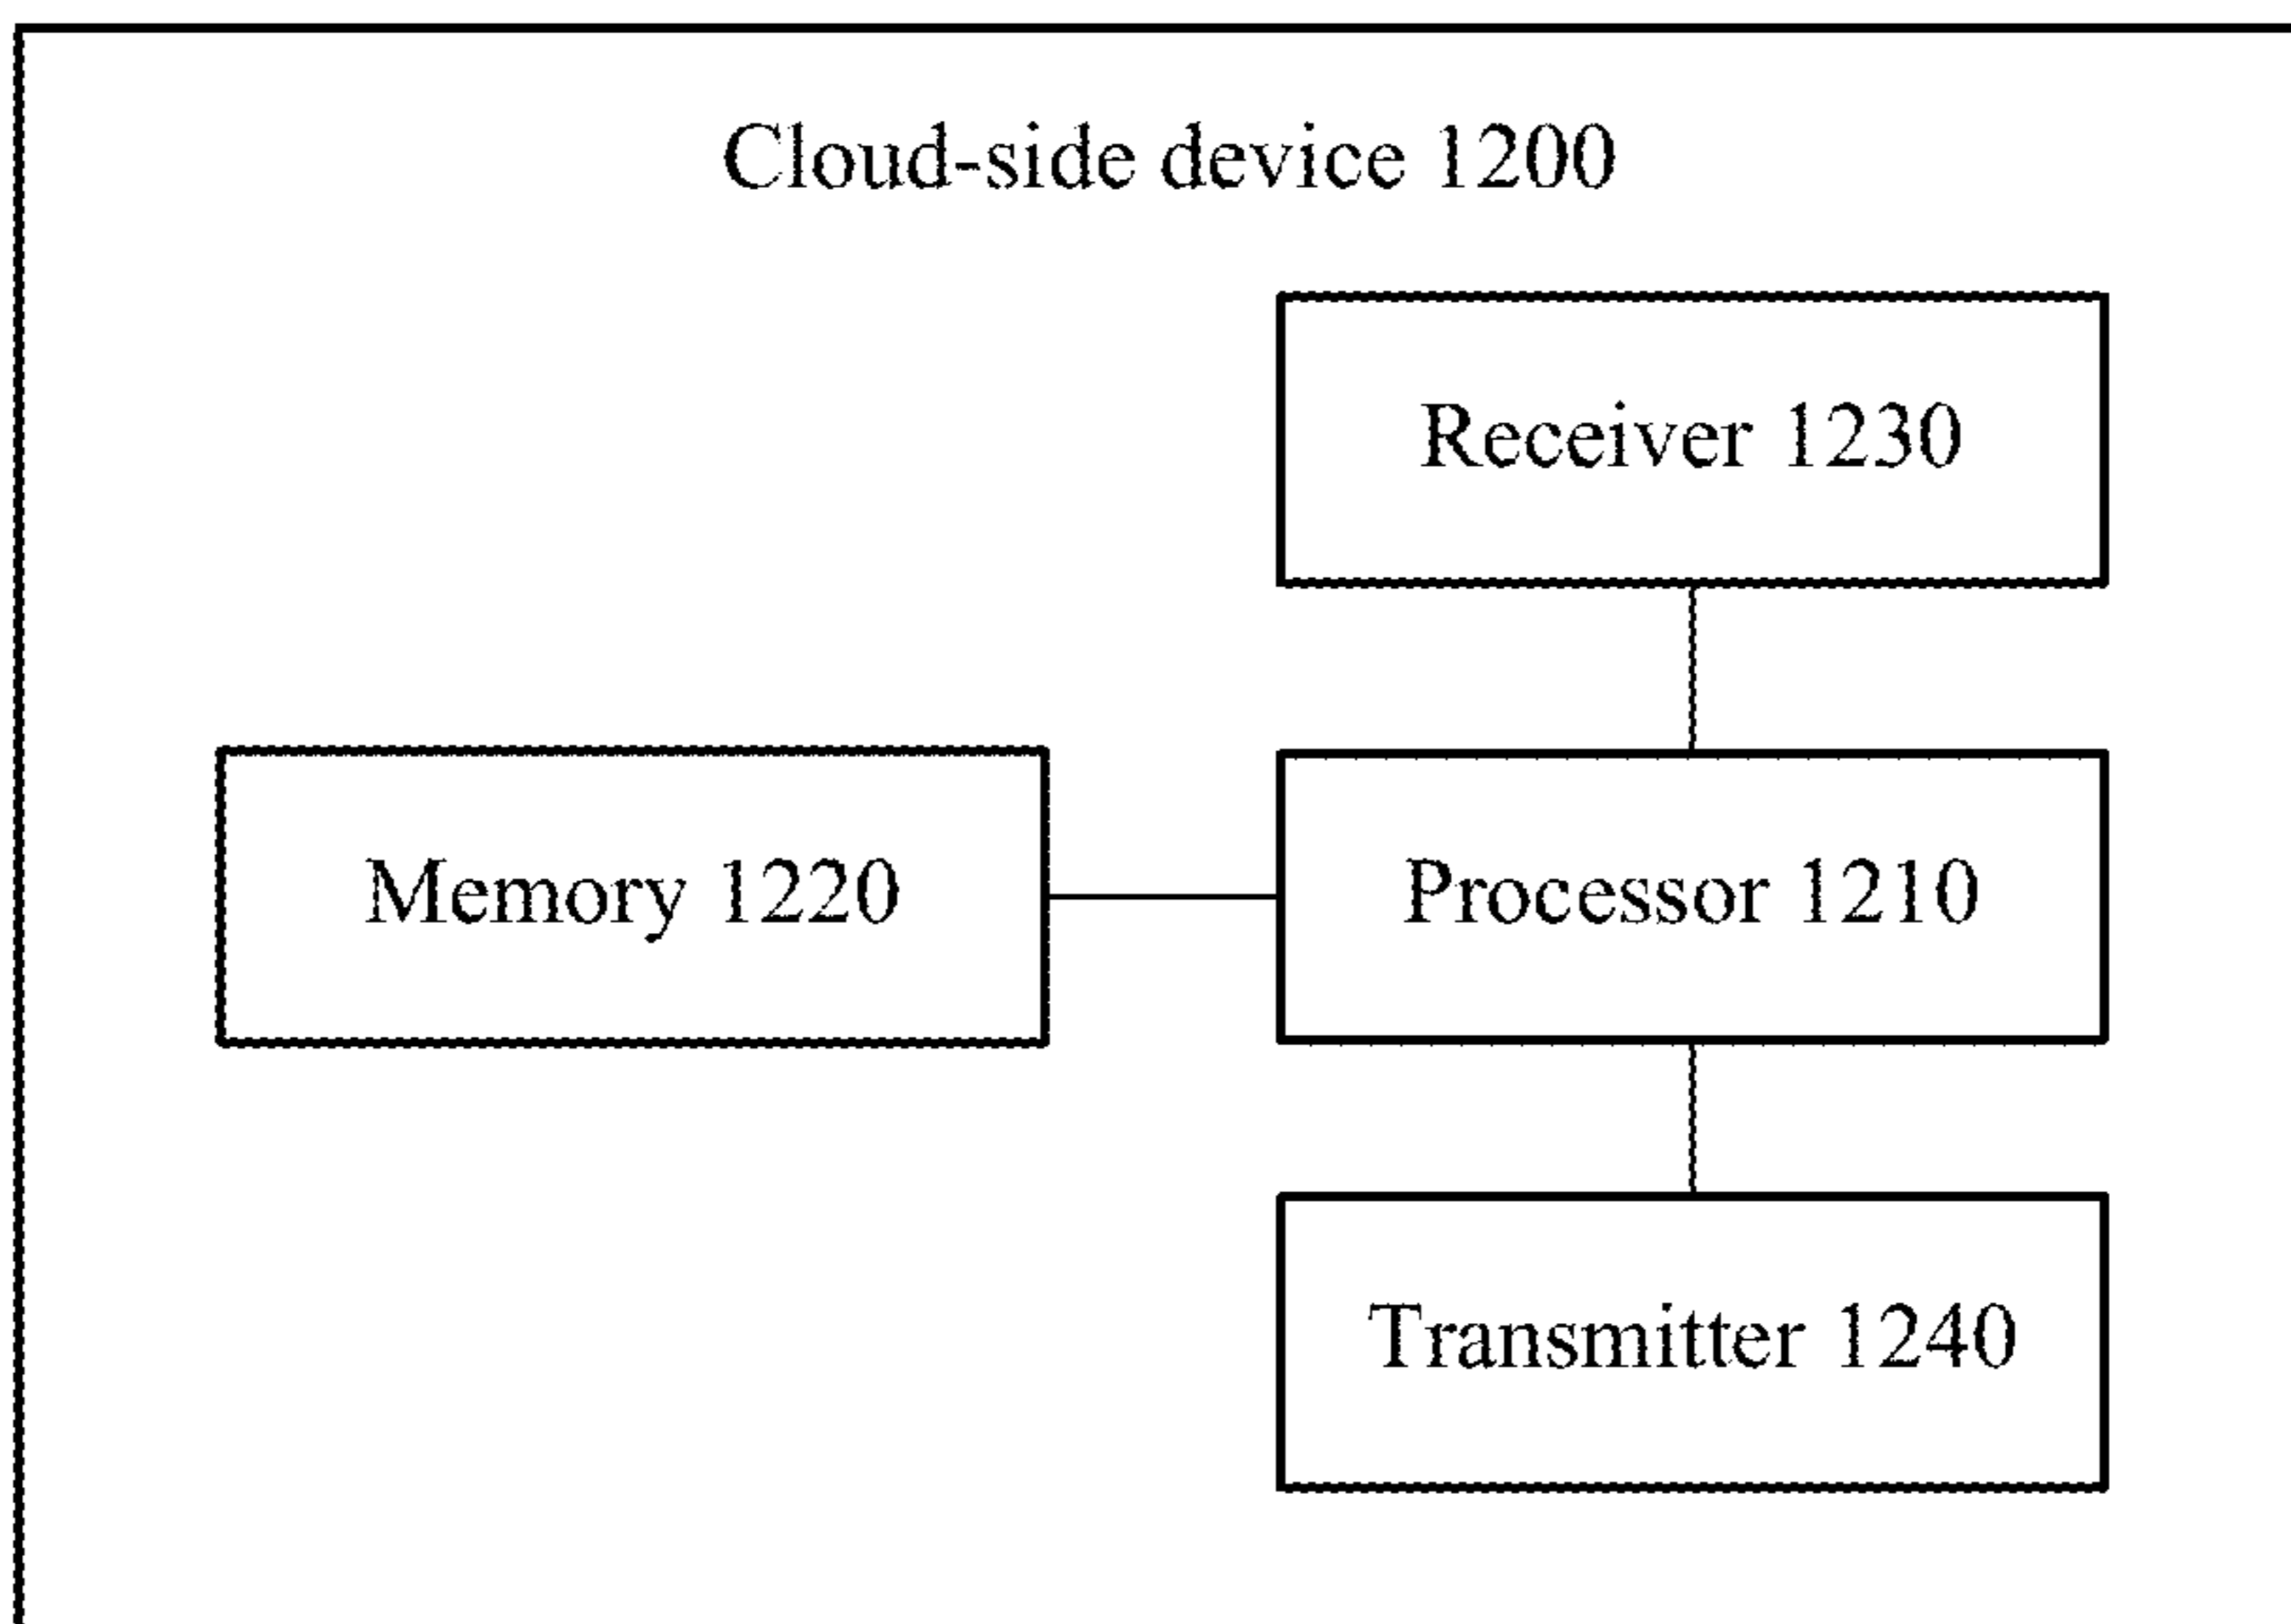 Cloud-side device 1200
Receiver 1230
Memory 1220
Processor 1210
Transmitter 1240